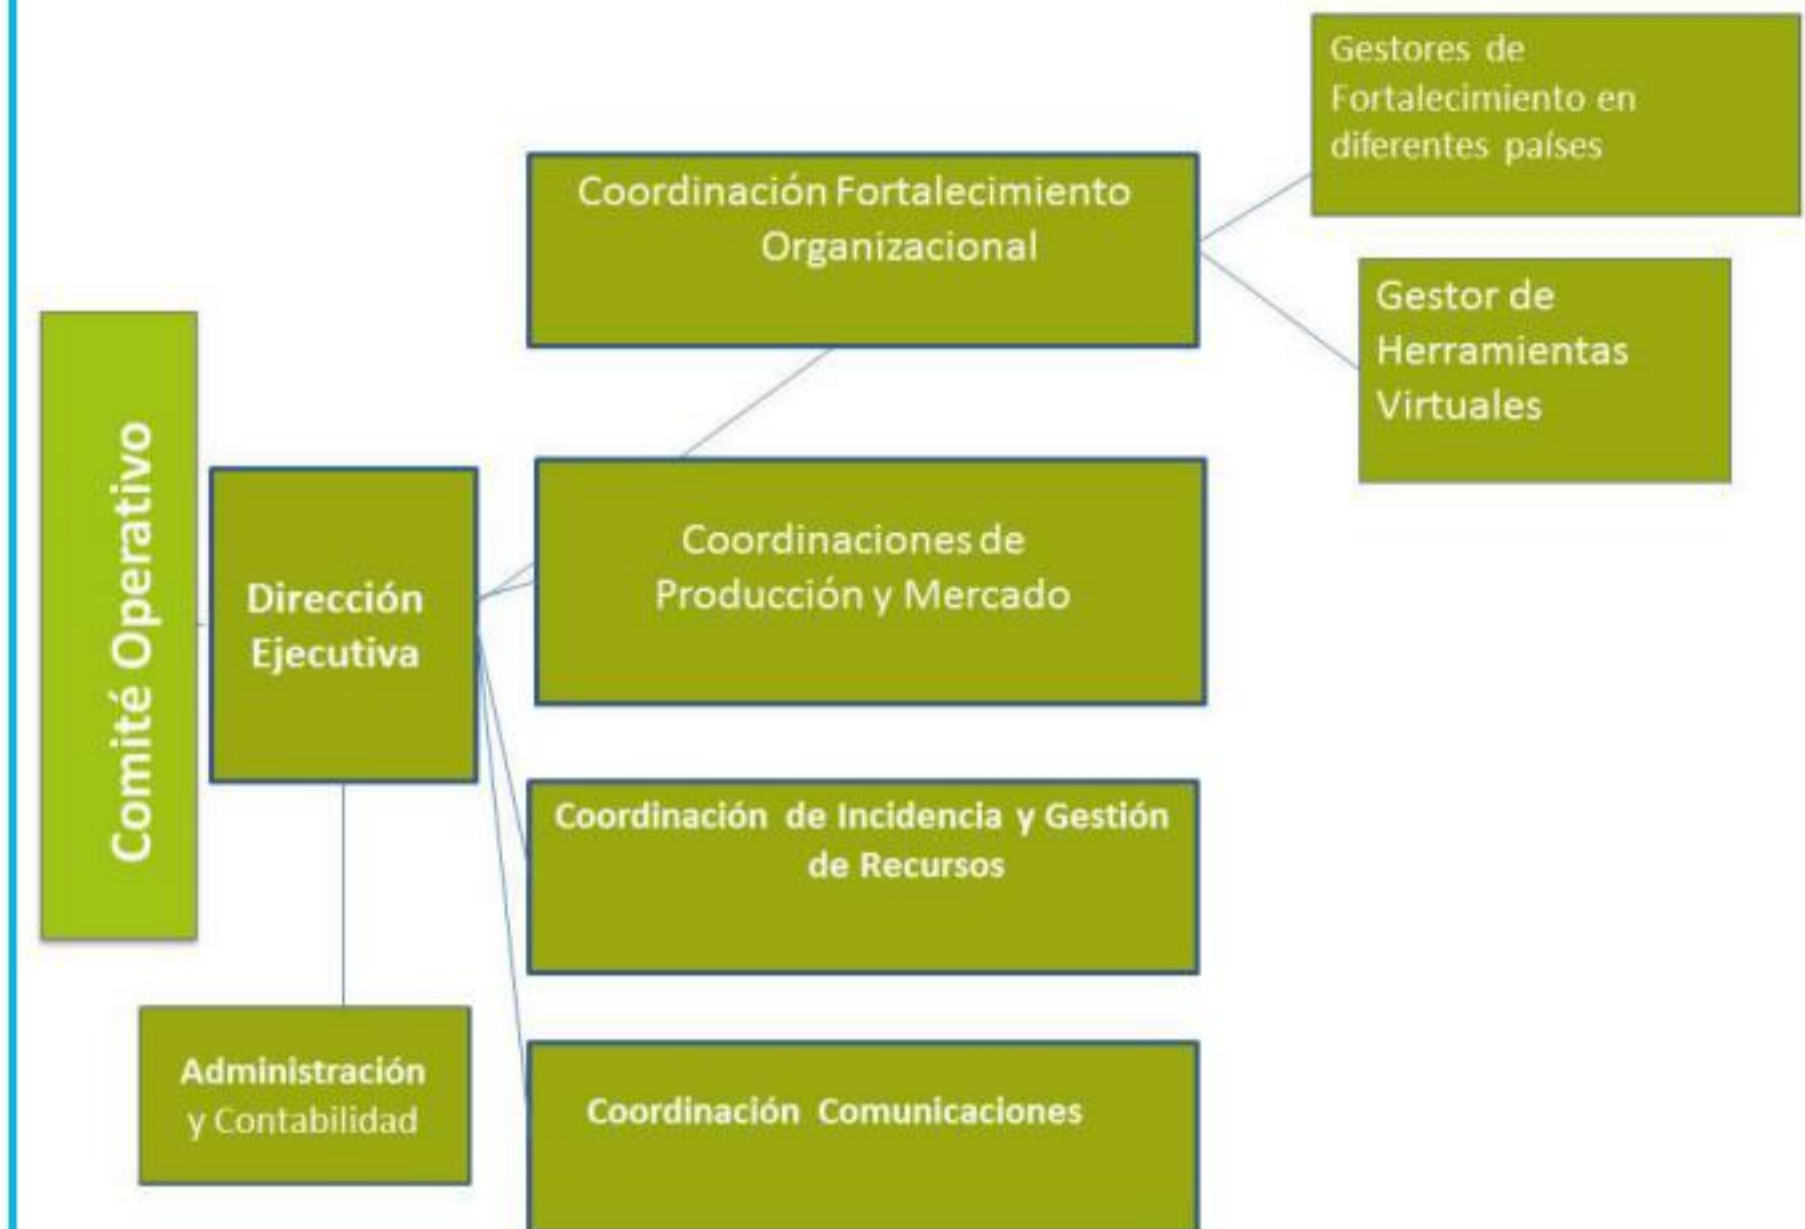 Gestores de
Fortalecimiento en
diferentes países
Coordinación Fortalecimiento
Organizacional
Gestor de
Herramientas
Virtuales
Comité Operativo
Dirección
Ejecutiva
Coordinaciones de
Producción y Mercado
Coordinación de Incidencia y Gestión
de Recursos
Administración
y Contabilidad
Coordinación Comunicaciones